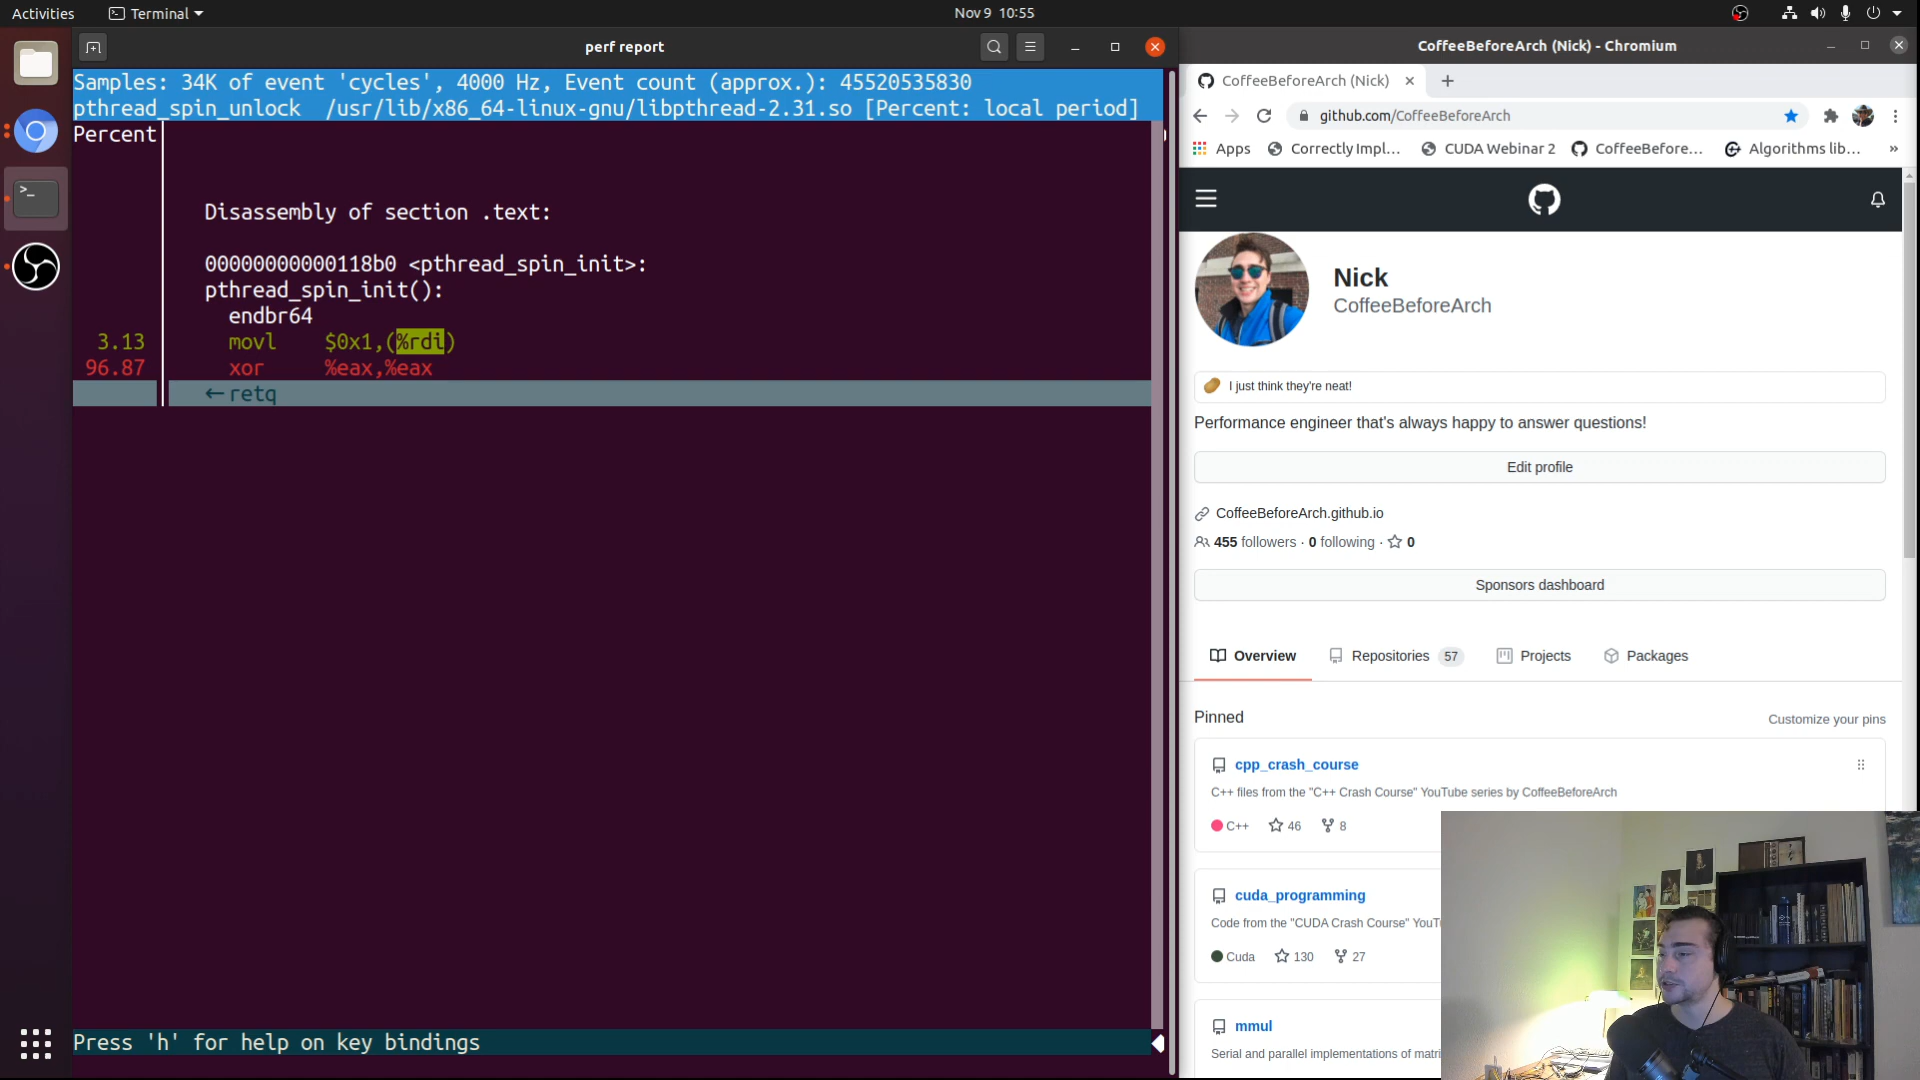 Activities
Terminal
Nov 9 10:55
perf report
Samples: 34K of event 'cycles', 4000 Hz, Event count (approx.): 45520535830
pthread_spin_unlock /usr/lib/x86_64-linux-gnu/libpthread-2.31.so [Percent: local period]
Percent
Disassembly of section .text:
00000000000118b0 <pthread_spin_init>:
pthread_spin_init():
endbr64
3.13 movl $0x1,(%rdi)
96.87 xor %eax,%eax
←retq
Press 'h' for help on key bindings
CoffeeBeforeArch (Nick) - Chromium
CoffeeBeforeArch (Nick)
github.com/CoffeeBeforeArch
Apps
Correctly Impl...
CUDA Webinar 2
CoffeeBefore...
Algorithms lib...
»
Nick
CoffeeBeforeArch
I just think they're neat!
Performance engineer that's always happy to answer questions!
Edit profile
CoffeeBeforeArch.github.io
455 followers · 0 following · 0
Sponsors dashboard
Overview
Repositories 57
Projects
Packages
Pinned
Customize your pins
cpp_crash_course
C++ files from the "C++ Crash Course" YouTube series by CoffeeBeforeArch
C++ 46 8
cuda_programming
Code from the "CUDA Crash Course" YouT
Cuda 130 27
mmul
Serial and parallel implementations of matri